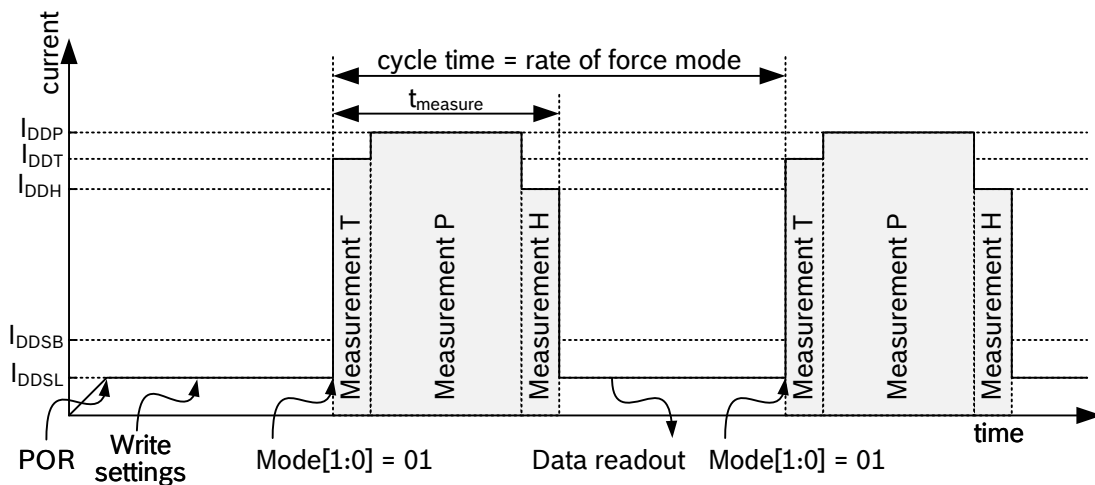 current
cycle time = rate of force mode
tmeasure
IDDP
IDDT
IDDH
IDDSB
IDDSL
Measurement T
Measurement P
Measurement H
Measurement T
Measurement P
Measurement H
time
POR
Write
settings
Mode[1:0] = 01
Data readout
Mode[1:0] = 01